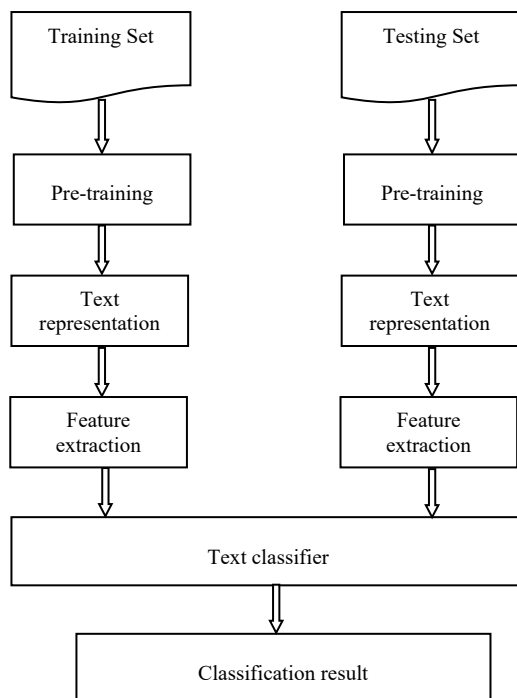 Training Set
Testing Set
Pre-training
Pre-training
Text
representation
Text
representation
Feature
extraction
Feature
extraction
Text classifier
Classification result